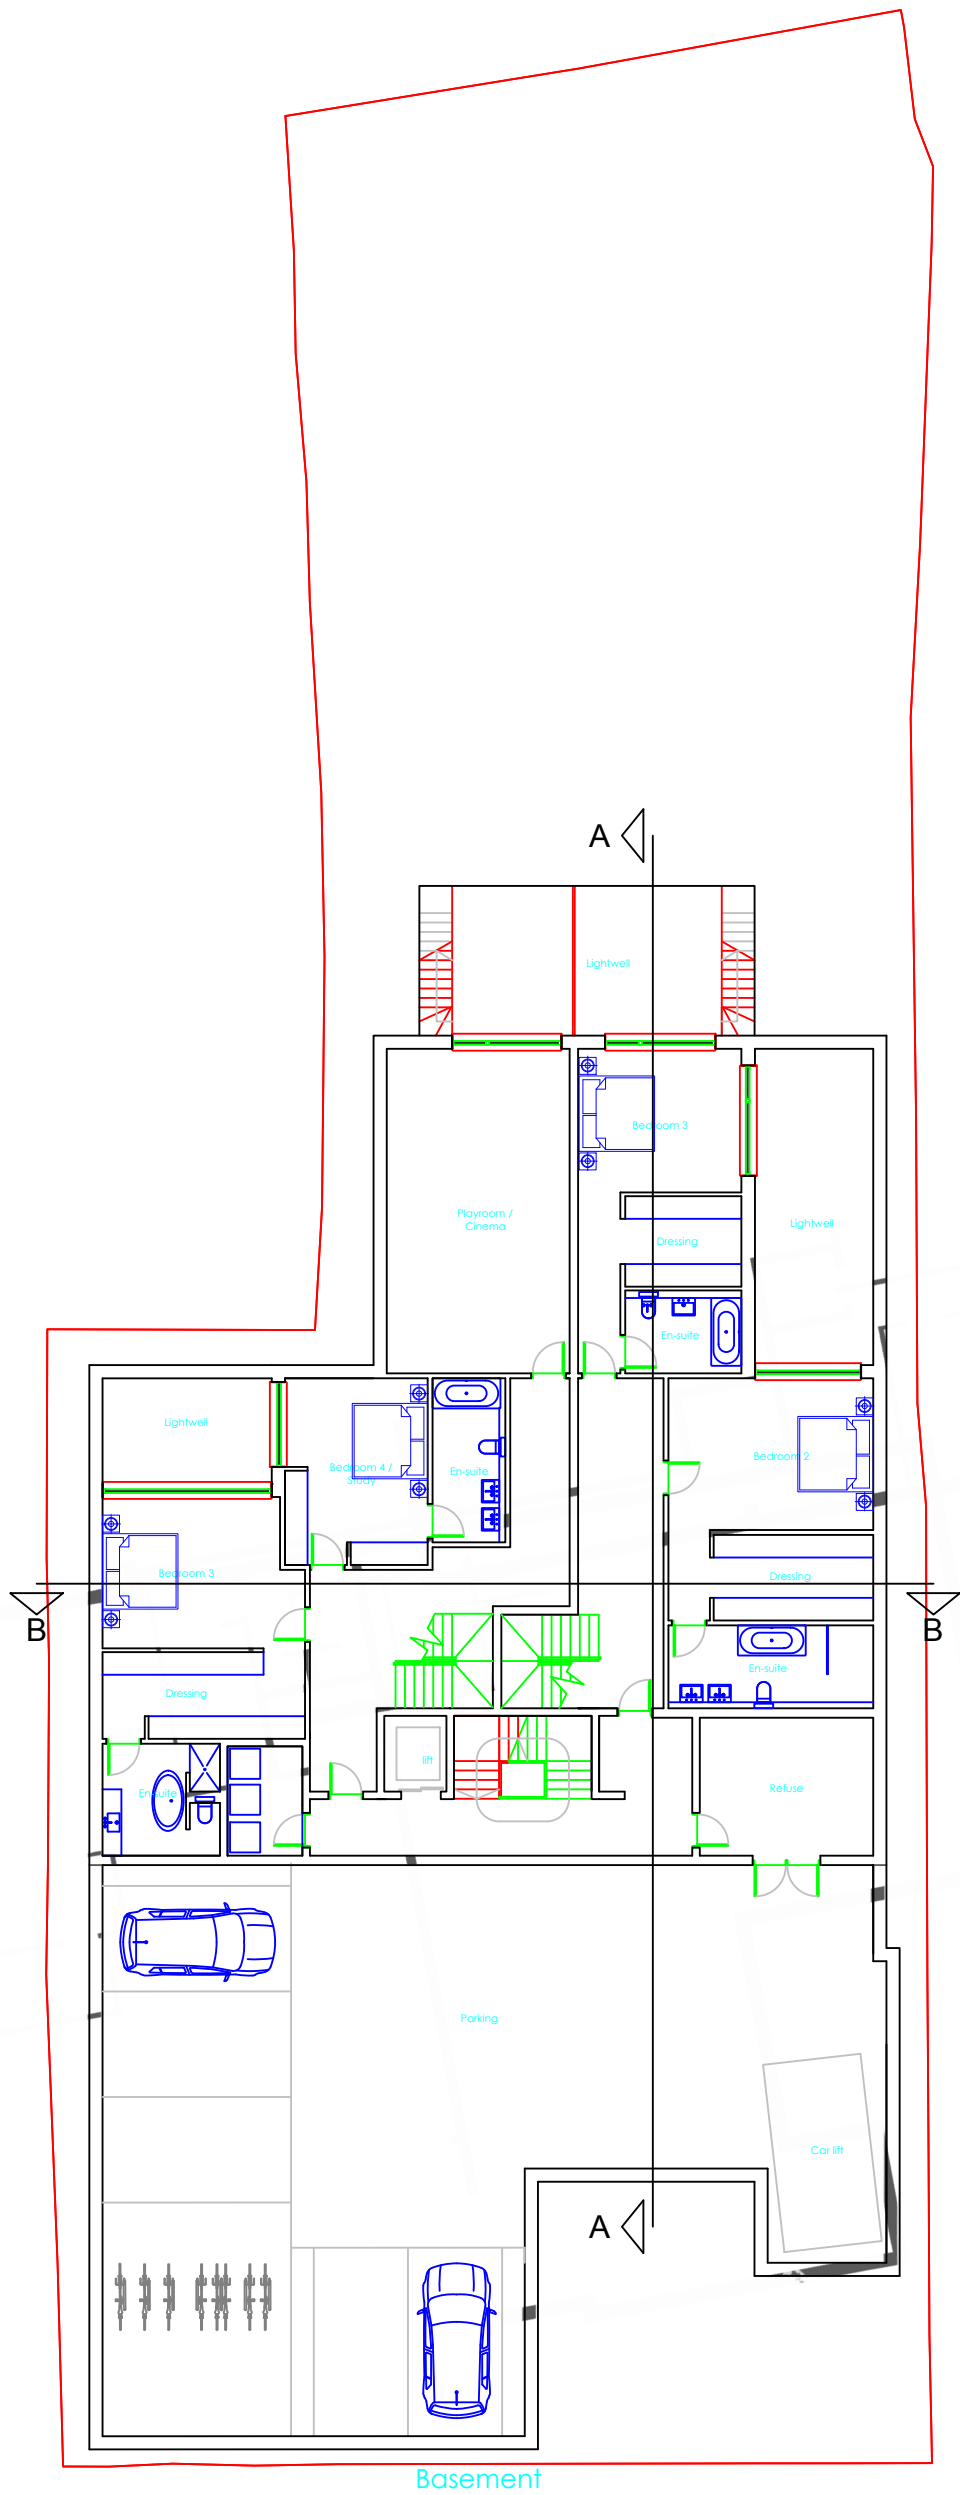 A
Lightwell
Bedroom 3
Playroom /
Cinema
Lightwell
Dressing
En-suite
Lightwell
Bedroom 4 /
Study
En-suite
Bedroom 2
Bedroom 3
Dressing
B
B
En-suite
Dressing
lift
Refuse
En-suite
Parking
Car lift
A
Basement